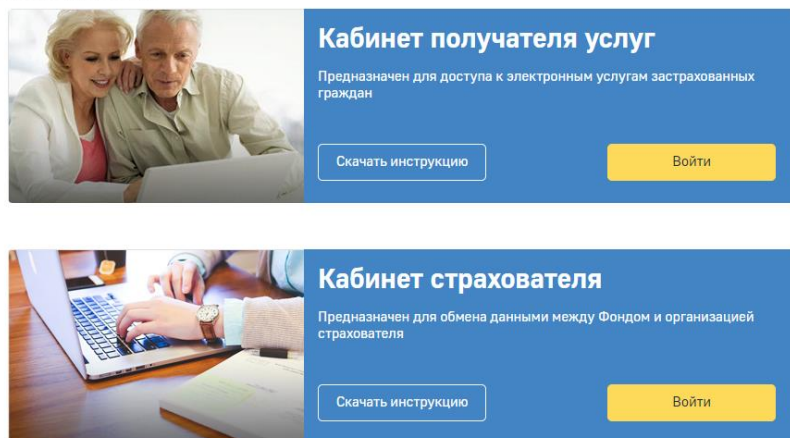 Кабинет получателя услуг
Предназначен для доступа к электронным услугам застрахованных
граждан
Скачать инструкцию
Войти
Кабинет страхователя
Предназначен для обмена данными между Фондом и организацией
страхователя
Скачать инструкцию
Войти